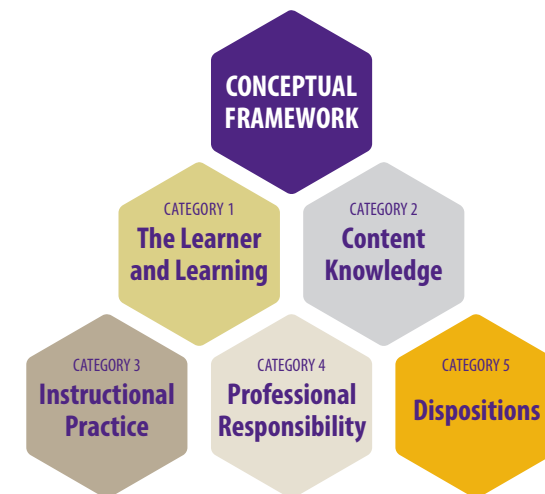 CONCEPTUAL
FRAMEWORK
CATEGORY 1
The Learner
and Learning
CATEGORY 2
Content
Knowledge
CATEGORY 3
Instructional
Practice
CATEGORY 4
Professional
Responsibility
CATEGORY 5
Dispositions